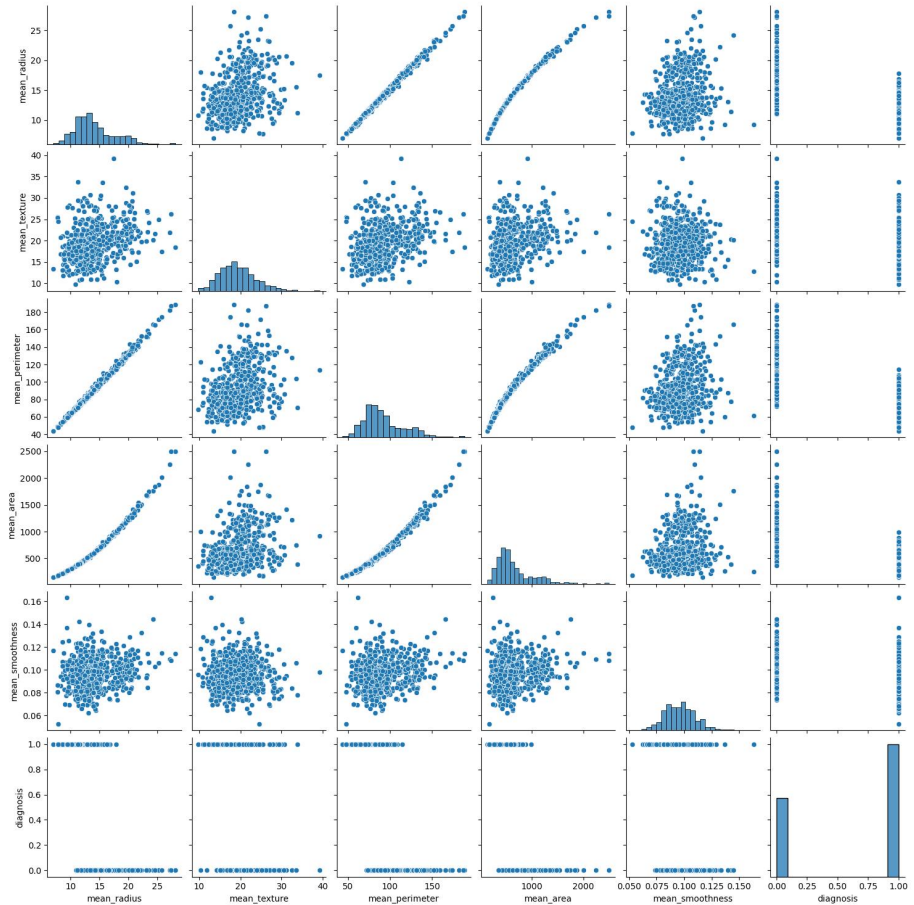 mean_radius
25
20
15
10
mean_texture
40
35
30
25
20
15
10
mean_perimeter
180
160
140
120
100
80
60
40
mean_area
2500
2000
1500
1000
500
mean_smoothness
0.16
0.14
0.12
0.10
0.08
0.06
diagnosis
1.0
0.8
0.6
0.4
0.2
0.0
10 15 20 25
mean_radius
10 20 30 40
mean_texture
50 100 150
mean_perimeter
1000 2000
mean_area
0.050 0.075 0.100 0.125 0.150
mean_smoothness
0.00 0.25 0.50 0.75 1.00
diagnosis